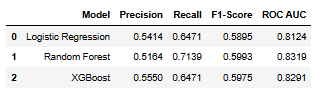 Model Precision Recall F1-Score ROC AUC
0 Logistic Regression 0.5414 0.6471 0.5895 0.8124
1 Random Forest 0.5164 0.7139 0.5993 0.8319
2 XGBoost 0.5550 0.6471 0.5975 0.8291